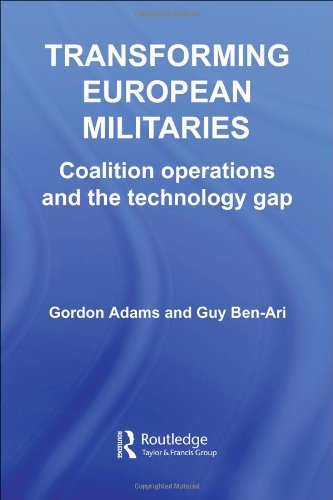 TRANSFORMING
EUROPEAN
MILITARIES
Coalition operations
and the technology gap
Gordon Adams and Guy Ben-Ari
ROUTLEDGE
Routledge
Taylor & Francis Group